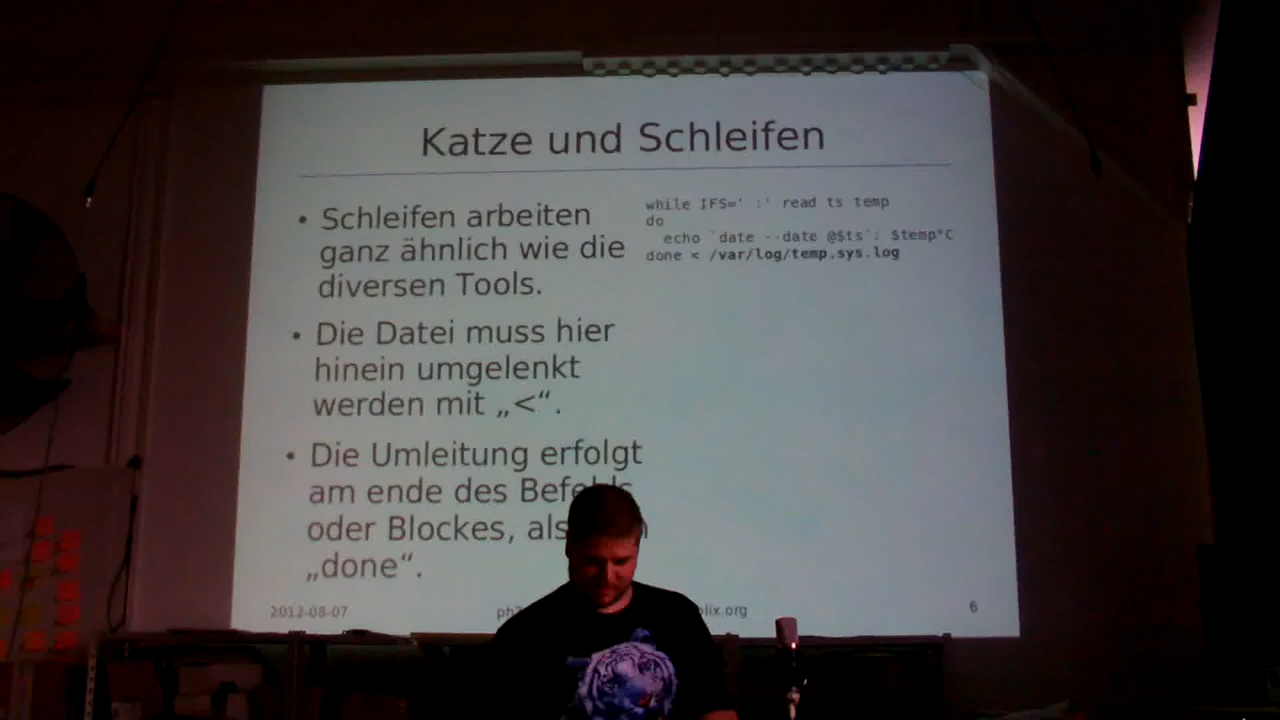 Katze und Schleifen
• Schleifen arbeiten
ganz ähnlich wie die
diversen Tools.
• Die Datei muss hier
hinein umgelenkt
werden mit „<“.
• Die Umleitung erfolgt
am ende des
oder Blockes,
„done“.
while IFS=' :' read ts temp
do
echo `date --date @$ts`: $temp°C
done < /var/log/temp.sys.log
2012-08-07
6